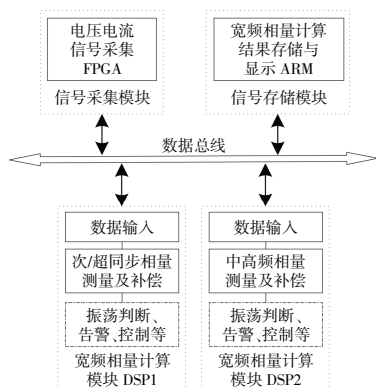 电压电流
信号采集
FPGA
信号采集模块
宽频相量计算
结果存储与
显示 ARM
信号存储模块
数据总线
数据输入
次/超同步相量
测量及补偿
振荡判断、
告警、控制等
宽频相量计算
模块 DSP1
数据输入
中高频相量
测量及补偿
振荡判断、
告警、控制等
宽频相量计算
模块 DSP2